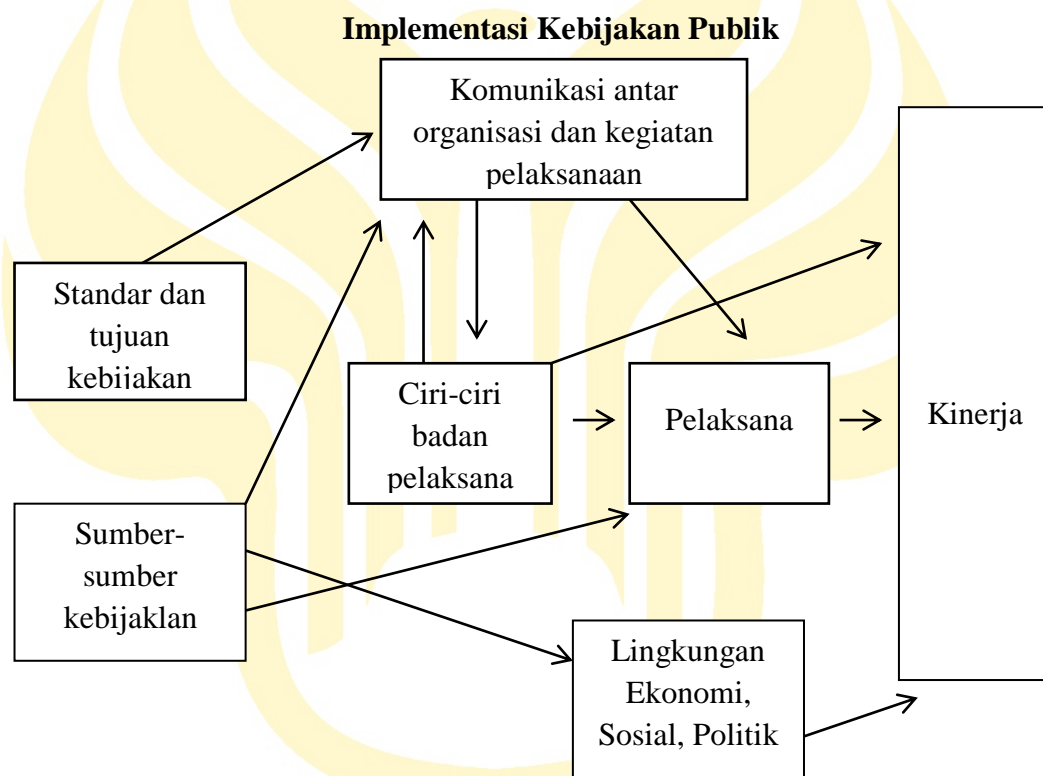 Implementasi Kebijakan Publik
Komunikasi antar
organisasi dan kegiatan
pelaksanaan
Standar dan
tujuan
kebijakan
Ciri-ciri
badan
pelaksana
Pelaksana
Kinerja
Sumber-
sumber
kebijaklan
Lingkungan
Ekonomi,
Sosial, Politik